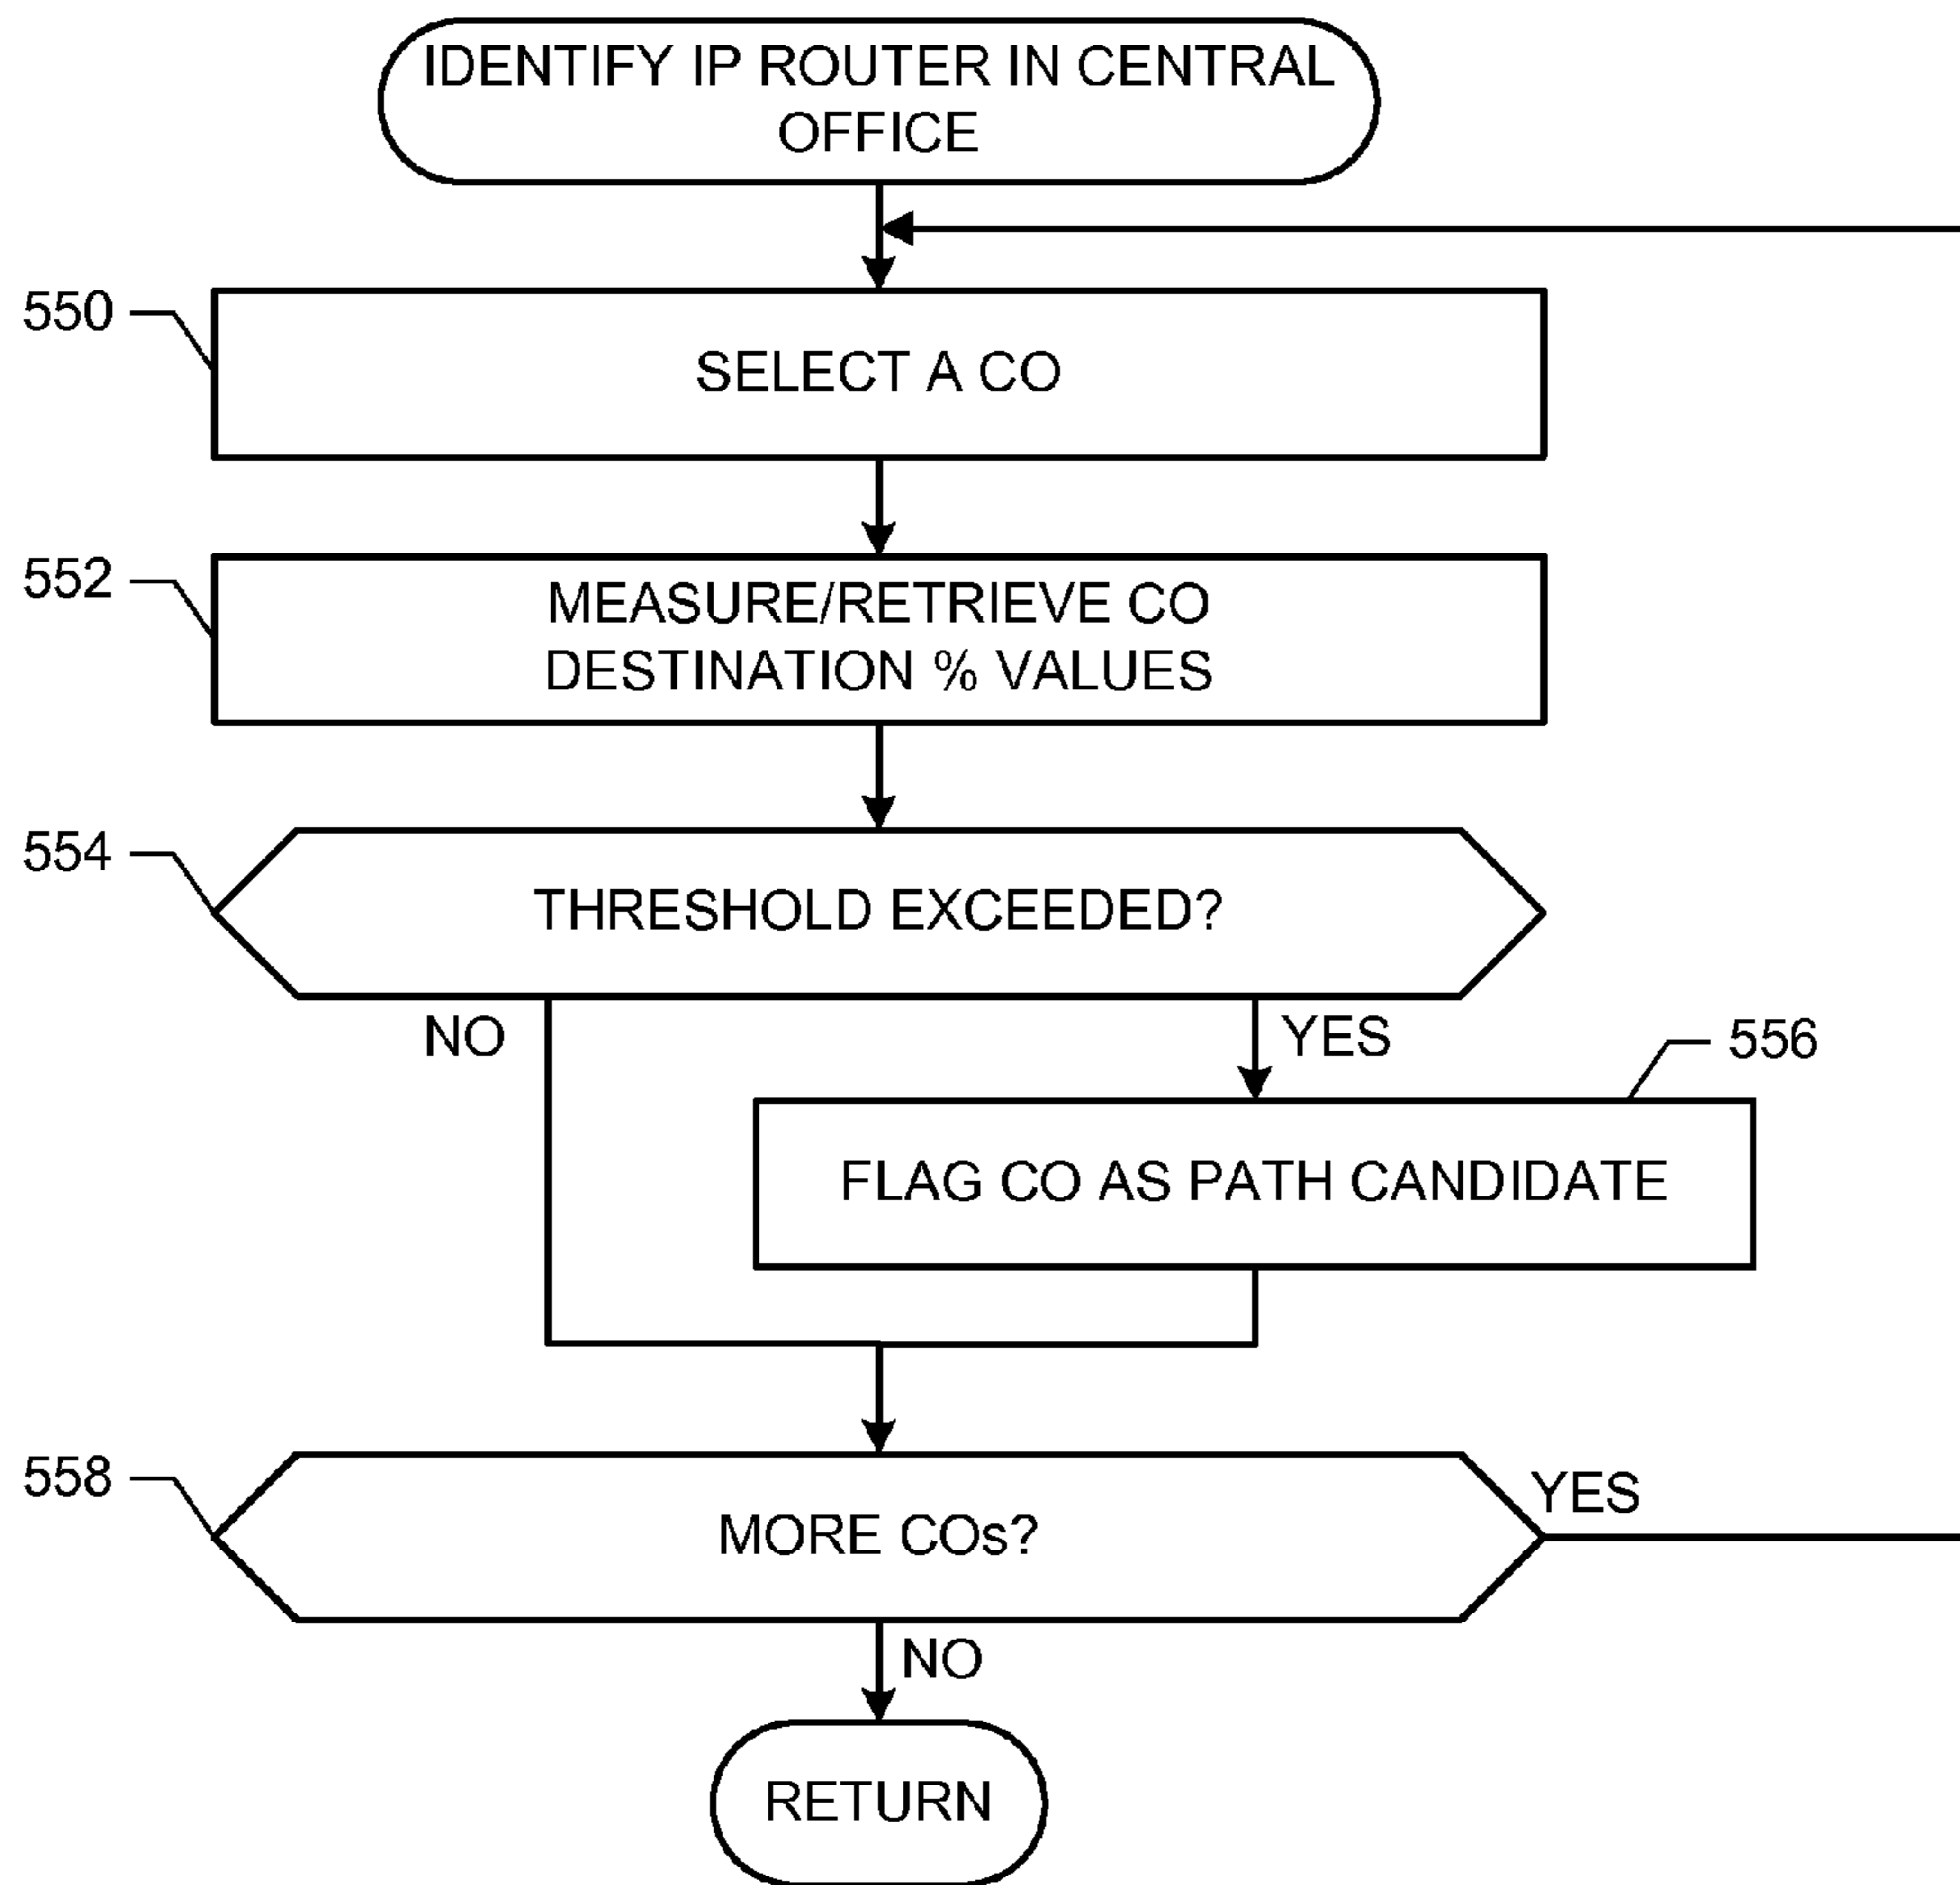 IDENTIFY IP ROUTER IN CENTRAL
OFFICE
550
SELECT A CO
552
MEASURE/RETRIEVE CO
DESTINATION % VALUES
554
THRESHOLD EXCEEDED?
NO
YES
556
FLAG CO AS PATH CANDIDATE
558
MORE COs?
YES
NO
RETURN